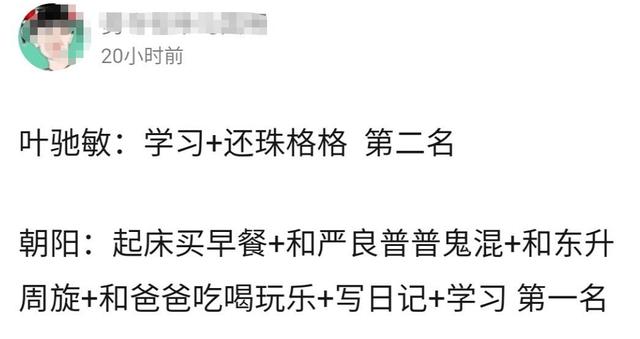 20小时前
叶驰敏：学习+还珠格格 第二名
朝阳：起床买早餐+和严良普普鬼混+和东升
周旋+和爸爸吃喝玩乐+写日记+学习 第一名